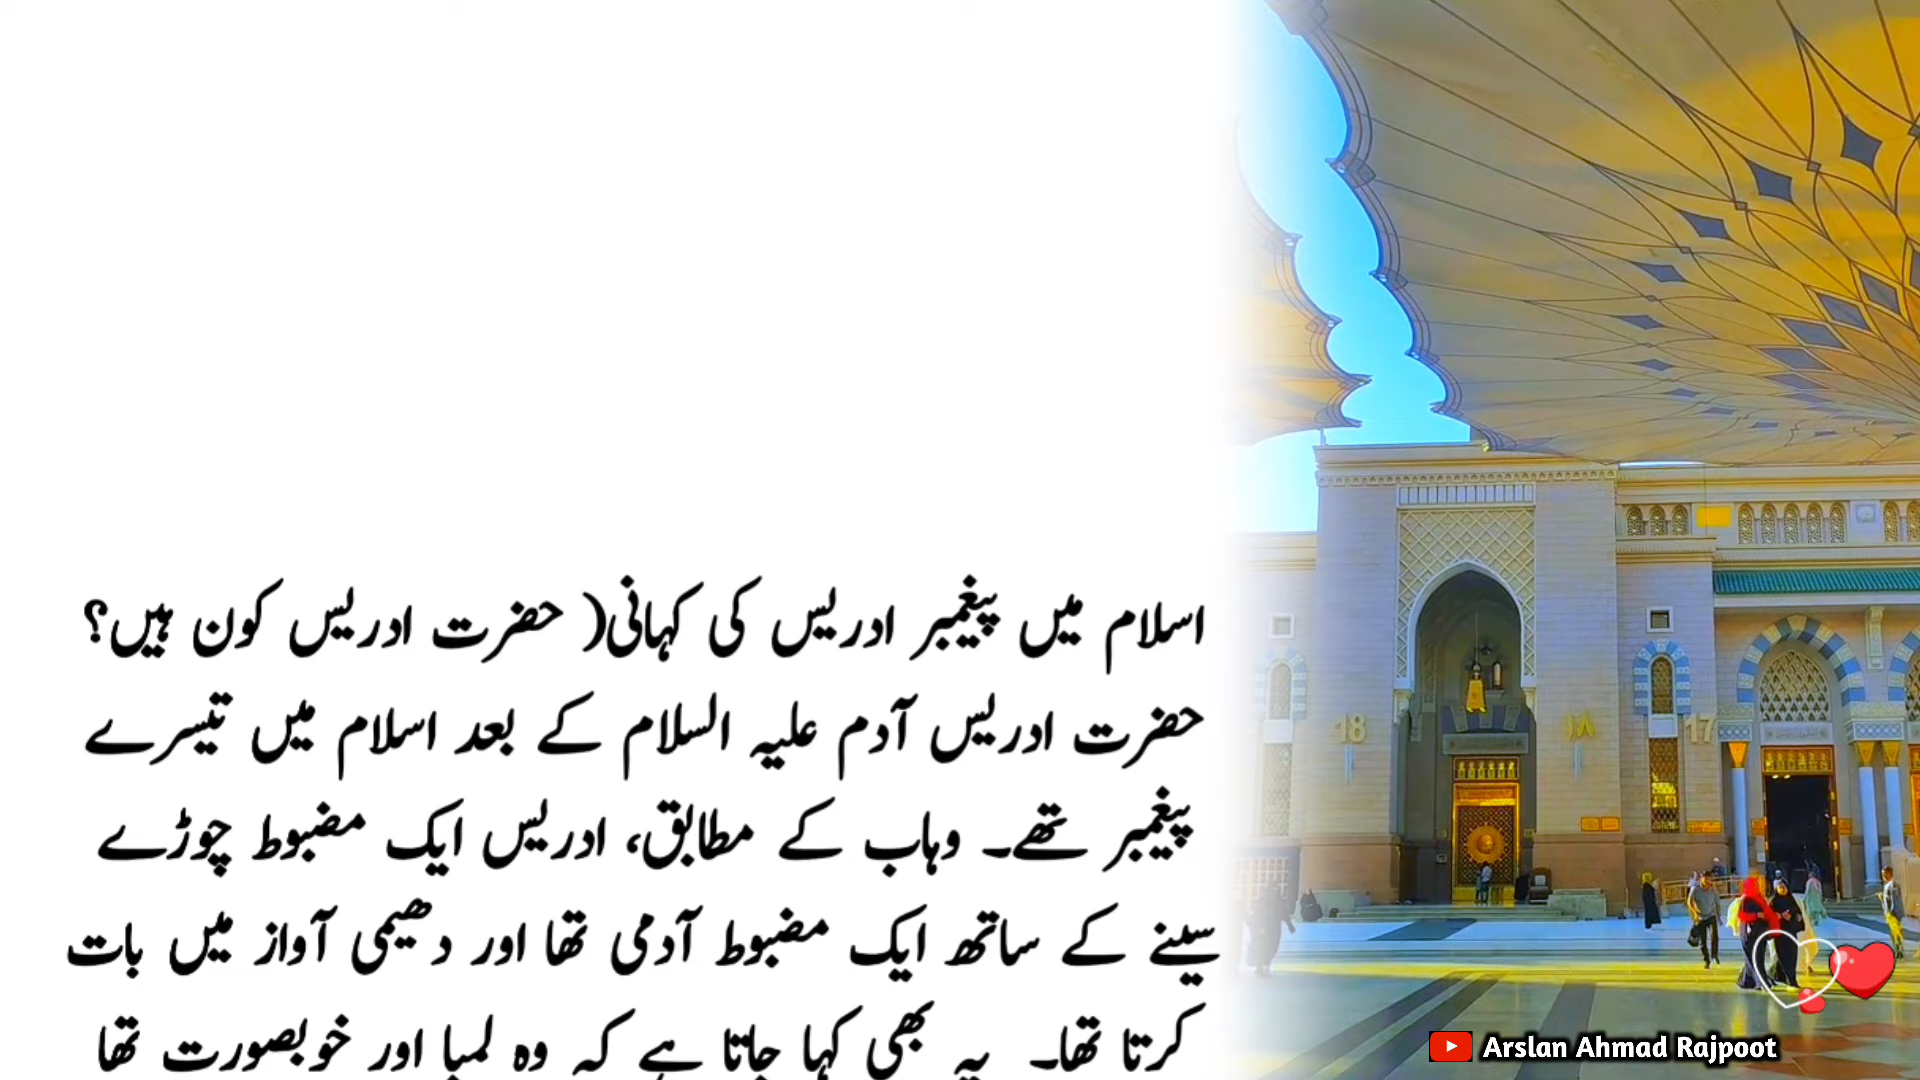 اسلام میں پیغمبر ادریس کی کہانی( حضرت ادریس کون ہیں؟
حضرت ادریس آدم علیہ السلام کے بعد اسلام میں تیسرے
پیغمبر تھے۔ وہاب کے مطابق، ادریس ایک مضبوط چوڑے
سینے کے ساتھ ایک مضبوط آدمی تھا اور دھیمی آواز میں بات
کرتا تھا۔ یہ بھی کہا جاتا ہے کہ وہ لمبا اور خوبصورت تھا
18 ١٨ 17
Arslan Ahmad Rajpoot